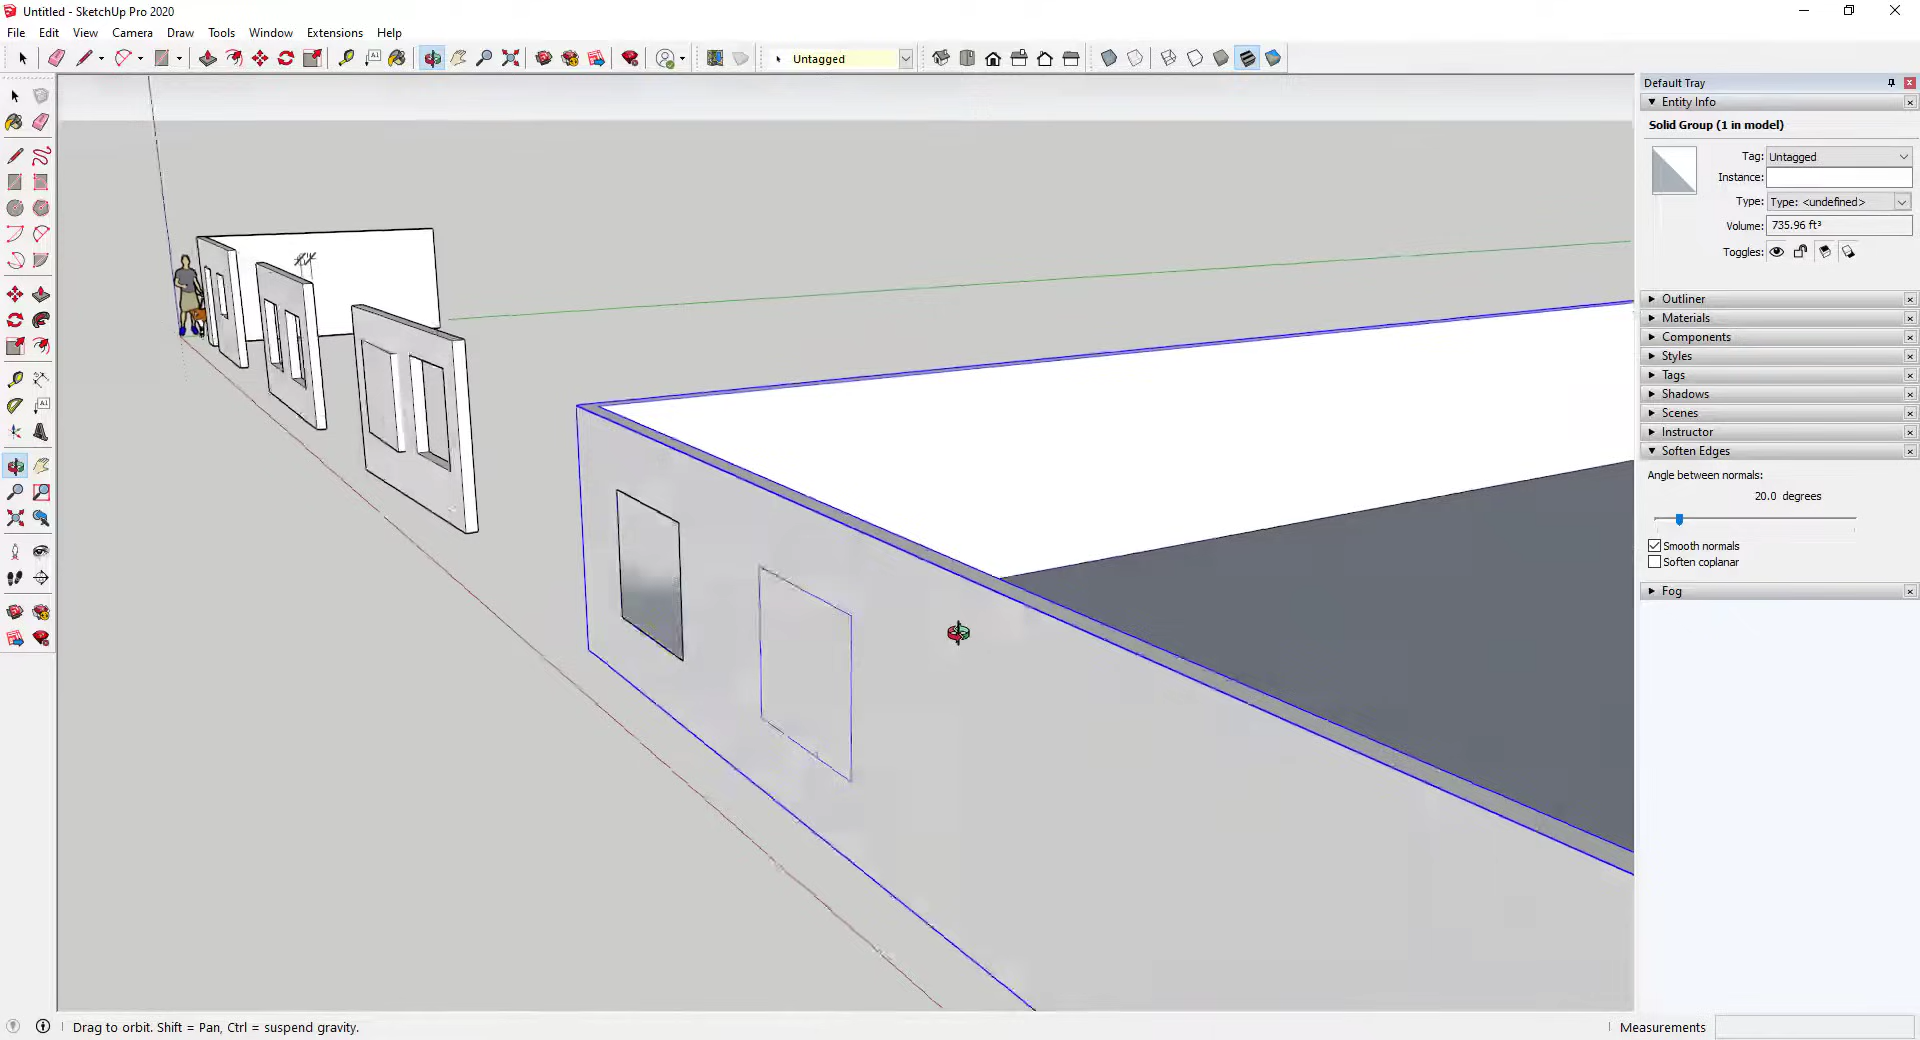 Untitled - SketchUp Pro 2020
File Edit View Camera Draw Tools Window Extensions Help
Untagged
Default Tray
Entity Info
Solid Group (1 in model)
Tag: Untagged
Instance:
Type: Type: <undefined>
Volume: 735.96 ft³
Toggles:
Outliner
Materials
Components
Styles
Tags
Shadows
Scenes
Instructor
Soften Edges
Angle between normals:
20.0 degrees
Smooth normals
Soften coplanar
Fog
Drag to orbit. Shift = Pan, Ctrl = suspend gravity.
Measurements